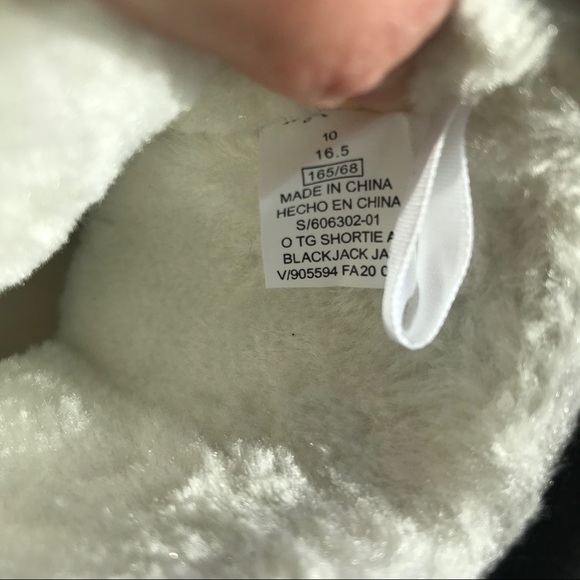 10
16.5
165/68
MADE IN CHINA
HECHO EN CHINA
S/606302-01
O TG SHORTIE A
BLACKJACK JA
V/905594 FA20